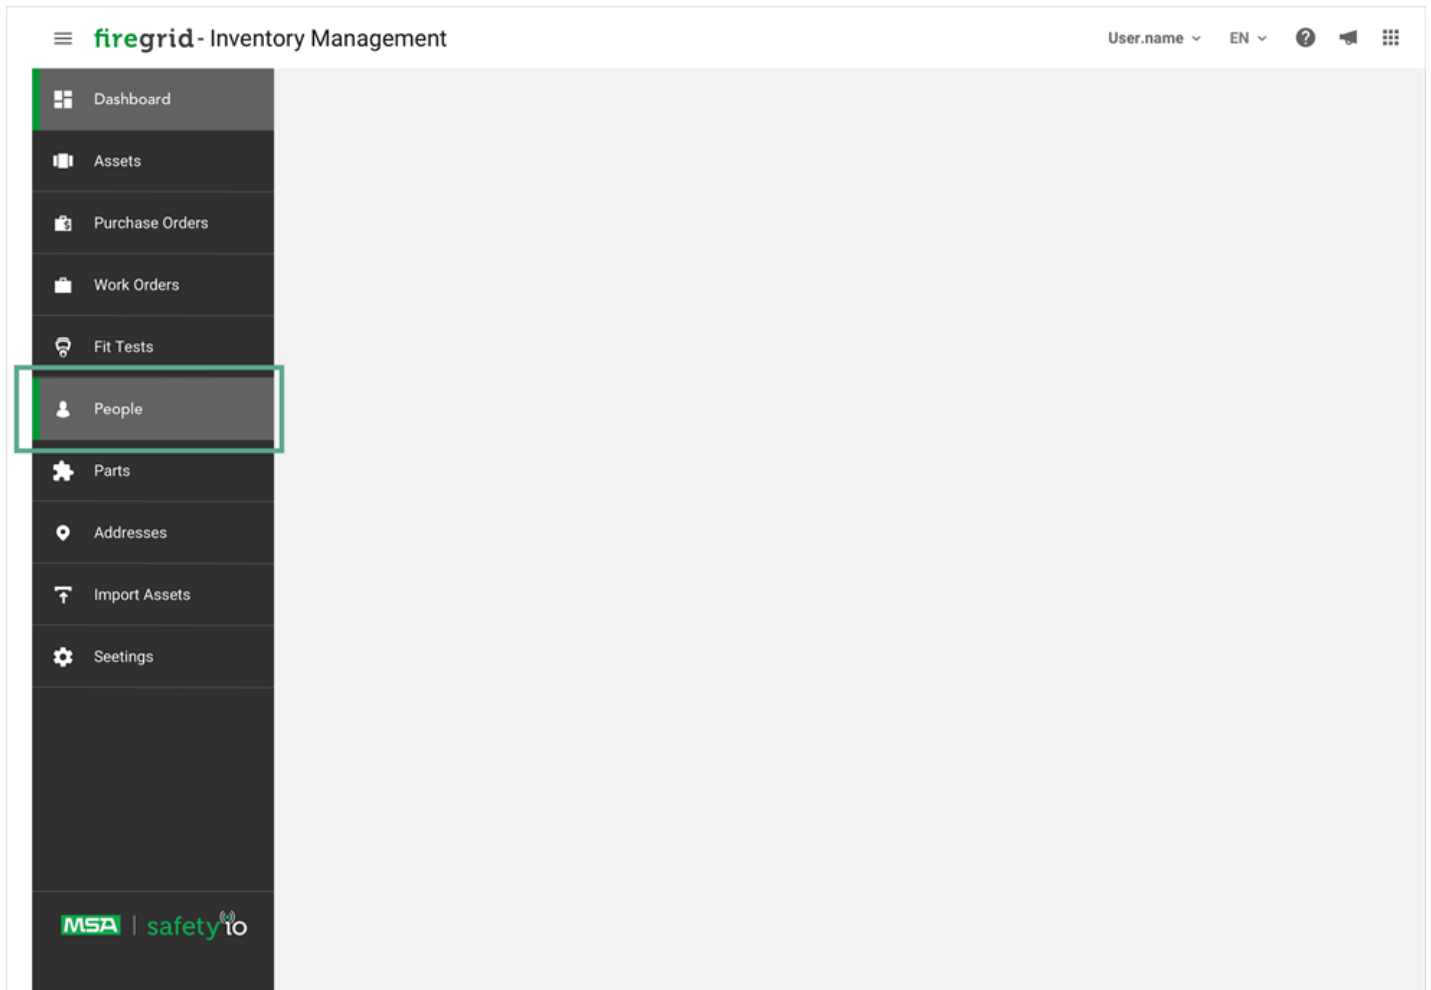 firegrid - Inventory Management
User.name
EN
Dashboard
Assets
Purchase Orders
Work Orders
Fit Tests
People
Parts
Addresses
Import Assets
Seetings
MSA | safety io